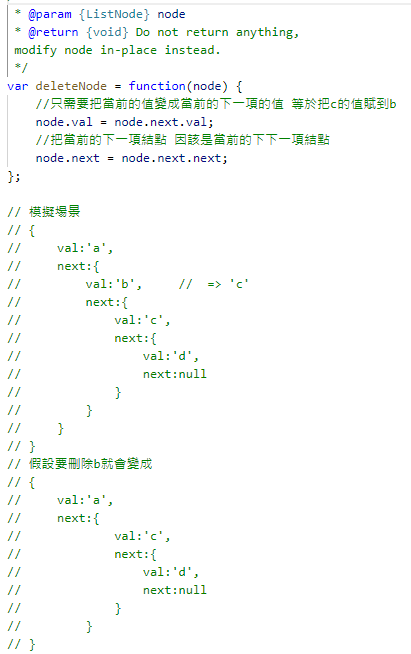 * @param {ListNode} node
* @return {void} Do not return anything,
modify node in-place instead.
*/
var deleteNode = function(node) {
//只需要把當前的值變成當前的下一項的值 等於把c的值賦到b
node.val = node.next.val;
//把當前的下一項結點 因該是當前的下下一項結點
node.next = node.next.next;
};
// 模擬場景
// {
// val:'a',
// next:{
// val:'b', // => 'c'
// next:{
// val:'c',
// next:{
// val:'d',
// next:null
// }
// }
// }
// }
// 假設要刪除b就會變成
// {
// val:'a',
// next:{
// val:'c',
// next:{
// val:'d',
// next:null
// }
// }
// }